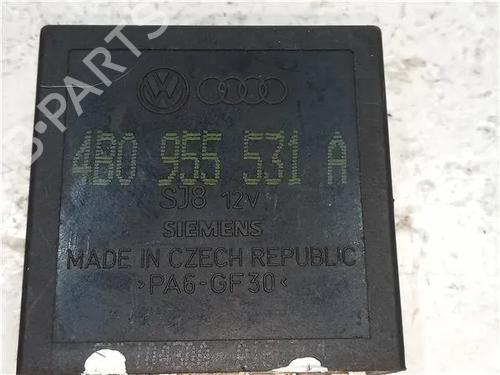 4B0 955 531 A
SJ8 12V
SIEMENS
MADE IN CZECH REPUBLIC
>PA6-GF30<
B-PARTS